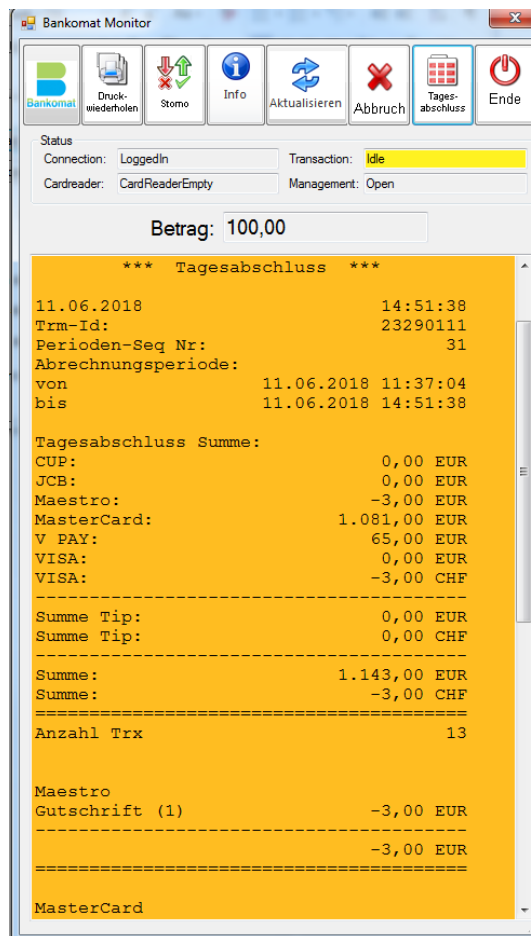 Bankomat Monitor
Bankomat
Druck-
wiederholen
Storno
Info
Aktualisieren
Abbruch
Tages-
abschluss
Ende
Status
Connection: LoggedIn Transaction: Idle
Cardreader: CardReaderEmpty Management: Open
Betrag: 100,00
*** Tagesabschluss ***
11.06.2018 14:51:38
Trm-Id: 23290111
Perioden-Seq Nr: 31
Abrechnungsperiode:
von 11.06.2018 11:37:04
bis 11.06.2018 14:51:38
Tagesabschluss Summe:
CUP: 0,00 EUR
JCB: 0,00 EUR
Maestro: -3,00 EUR
MasterCard: 1.081,00 EUR
V PAY: 65,00 EUR
VISA: 0,00 EUR
VISA: -3,00 CHF
----------------------------------------
Summe Tip: 0,00 EUR
Summe Tip: 0,00 CHF
----------------------------------------
Summe: 1.143,00 EUR
Summe: -3,00 CHF
========================================
Anzahl Trx 13
Maestro
Gutschrift (1) -3,00 EUR
----------------------------------------
-3,00 EUR
========================================
MasterCard